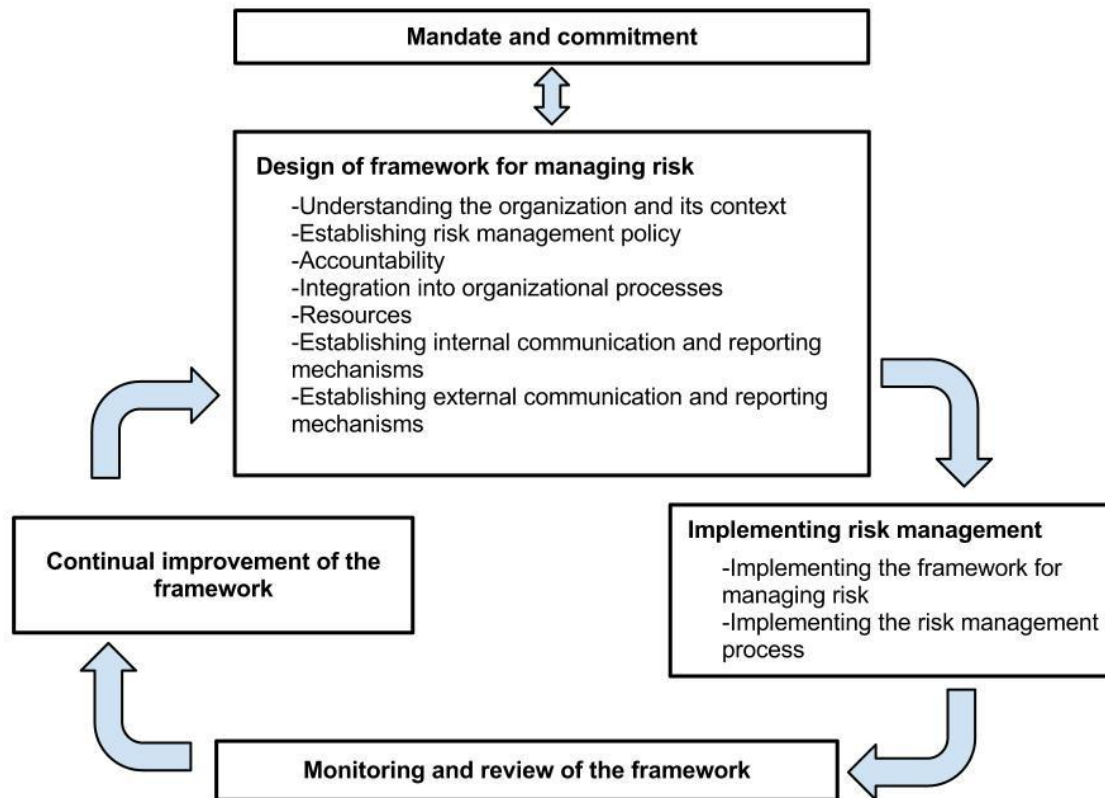 Mandate and commitment
Design of framework for managing risk
-Understanding the organization and its context
-Establishing risk management policy
-Accountability
-Integration into organizational processes
-Resources
-Establishing internal communication and reporting
mechanisms
-Establishing external communication and reporting
mechanisms
Implementing risk management
-Implementing the framework for
managing risk
-Implementing the risk management
process
Monitoring and review of the framework
Continual improvement of the
framework